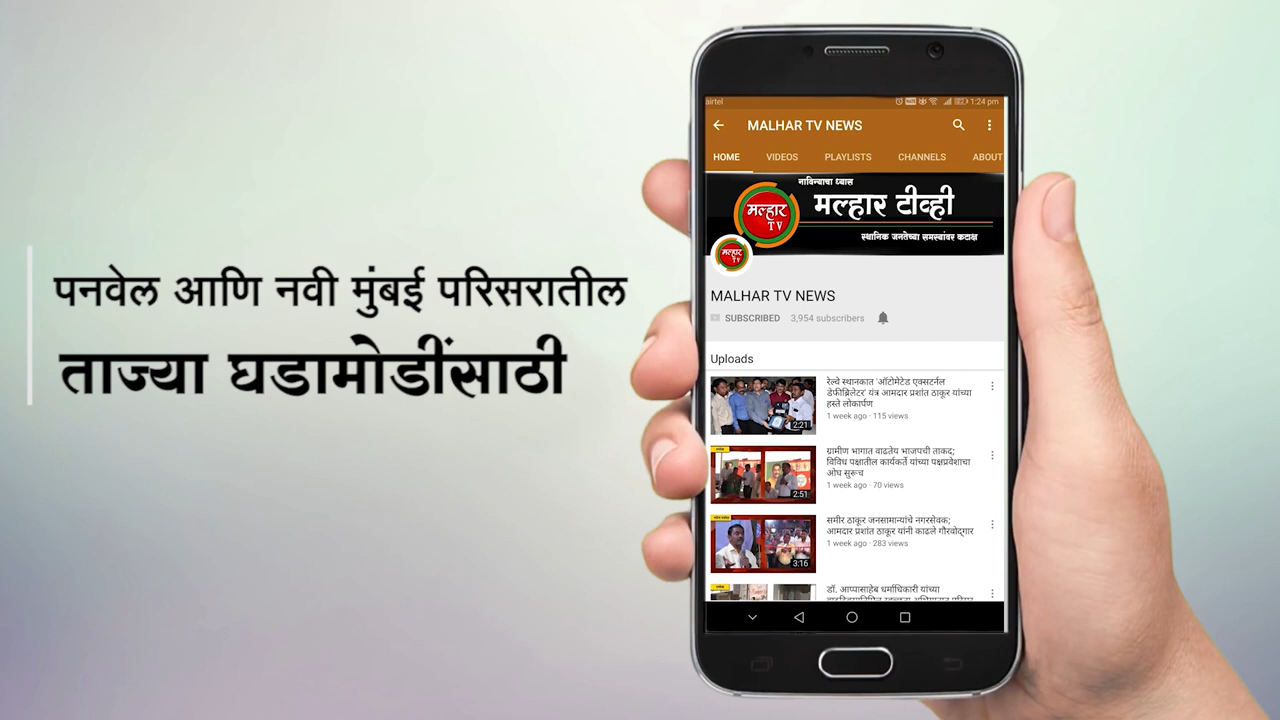 पनवेल आणि नवी मुंबई परिसरातील
ताज्या घडामोडींसाठी
airtel
1:24 pm
MALHAR TV NEWS
HOME VIDEOS PLAYLISTS CHANNELS ABOUT
नाविन्याचा ध्यास
मल्हार टीव्ही
स्थानिक जनतेच्या समस्यांवर कटाक्ष
मल्हार
TV
मल्हार
TV
MALHAR TV NEWS
SUBSCRIBED 3,954 subscribers
Uploads
रेल्वे स्थानकात 'ऑटोमेटेड एक्सटर्नल
डेफीब्रिलेटर' यंत्र आमदार प्रशांत ठाकूर यांच्या
हस्ते लोकार्पण
1 week ago · 115 views
2:21
ग्रामीण भागात वाढतेय भाजपची ताकद;
विविध पक्षातील कार्यकर्ते यांच्या पक्षप्रवेशाचा
ओघ सुरूच
1 week ago · 70 views
2:51
समीर ठाकूर जनसामान्यांचे नगरसेवक;
आमदार प्रशांत ठाकूर यांनी काढले गौरवोद्‌गार
1 week ago · 283 views
3:16
डॉ. आप्पासाहेब धर्माधिकारी यांच्या